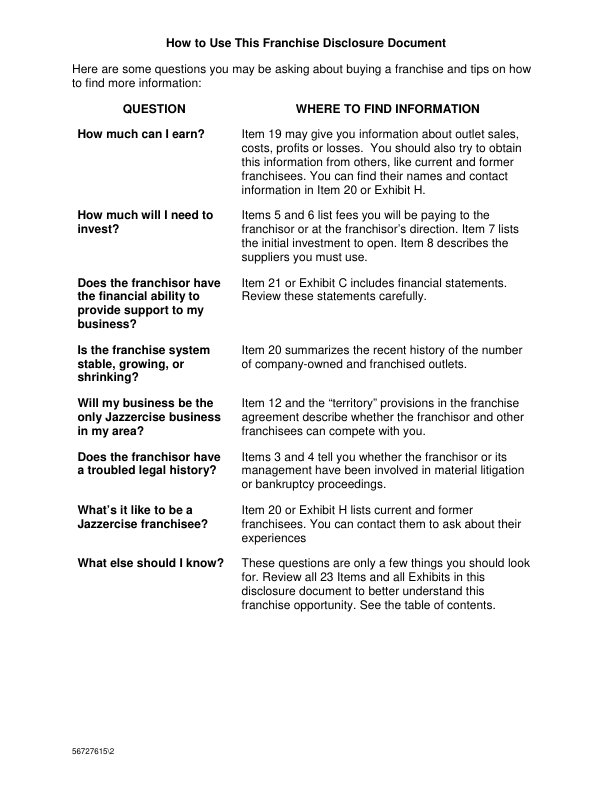 How to Use This Franchise Disclosure Document
Here are some questions you may be asking about buying a franchise and tips on how
to find more information:
QUESTION
WHERE TO FIND INFORMATION
How much can I earn?
Item 19 may give you information about outlet sales,
costs, profits or losses.  You should also try to obtain
this information from others, like current and former
franchisees. You can find their names and contact
information in Item 20 or Exhibit H.
How much will I need to
invest?
Items 5 and 6 list fees you will be paying to the
franchisor or at the franchisor’s direction. Item 7 lists
the initial investment to open. Item 8 describes the
suppliers you must use.
Does the franchisor have
the financial ability to
provide support to my
business?
Item 21 or Exhibit C includes financial statements.
Review these statements carefully.
Is the franchise system
stable, growing, or
shrinking?
Item 20 summarizes the recent history of the number
of company-owned and franchised outlets.
Will my business be the
only Jazzercise business
in my area?
Item 12 and the “territory” provisions in the franchise
agreement describe whether the franchisor and other
franchisees can compete with you.
Does the franchisor have
a troubled legal history?
Items 3 and 4 tell you whether the franchisor or its
management have been involved in material litigation
or bankruptcy proceedings.
What’s it like to be a
Jazzercise franchisee?
Item 20 or Exhibit H lists current and former
franchisees. You can contact them to ask about their
experiences
What else should I know?
These questions are only a few things you should look
for. Review all 23 Items and all Exhibits in this
disclosure document to better understand this
franchise opportunity. See the table of contents.
56727615\2